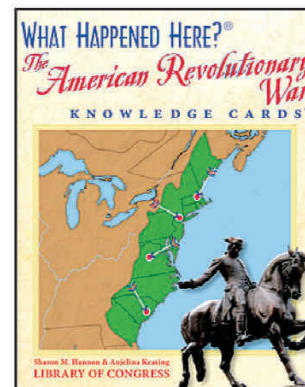 WHAT HAPPENED HERE?®
The American Revolutionary
War
KNOWLEDGE CARDS
Sharon M. Hannon & Anjelina Keating
LIBRARY OF CONGRESS